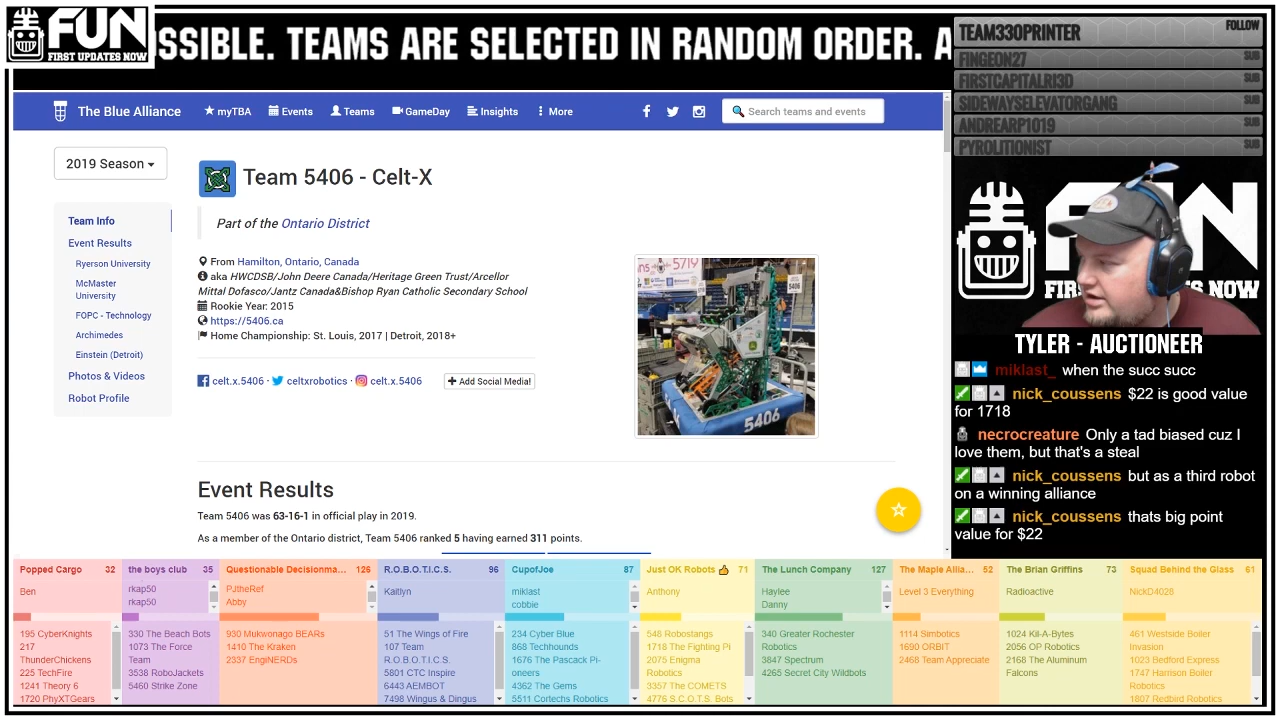 FUN
FIRST UPDATES NOW
SSIBLE. TEAMS ARE SELECTED IN RANDOM ORDER. A
The Blue Alliance
myTBA
Events
Teams
GameDay
Insights
More
Search teams and events
2019 Season
Team Info
Event Results
Ryerson University
McMaster
University
FOPC - Technology
Archimedes
Einstein (Detroit)
Photos & Videos
Robot Profile
Team 5406 - Celt-X
Part of the Ontario District
From Hamilton, Ontario, Canada
aka HWCDSB/John Deere Canada/Heritage Green Trust/Arcellor
Mittal Dofasco/Jantz Canada&Bishop Ryan Catholic Secondary School
Rookie Year: 2015
https://5406.ca
Home Championship: St. Louis, 2017 | Detroit, 2018+
celt.x.5406 · celtxrobotics · celt.x.5406
Add Social Media!
5406
5406
Event Results
Team 5406 was 63-16-1 in official play in 2019.
As a member of the Ontario district, Team 5406 ranked 5 having earned 311 points.
TEAM330PRINTER FOLLOW
FINGEON27 SUB
FIRSTCAPITALRI3D SUB
SIDEWAYSELEVATORGANG SUB
ANDREARP1019 SUB
PYROLITIONIST SUB
TYLER - AUCTIONEER
miklast_ when the succ succ
nick_coussens $22 is good value
for 1718
necrocreature Only a tad biased cuz I
love them, but that's a steal
nick_coussens but as a third robot
on a winning alliance
nick_coussens thats big point
value for $22
Popped Cargo 32
Ben
195 CyberKnights
217
ThunderChickens
225 TechFire
1241 Theory 6
1720 PhyXTGears
the boys club 35
rkap50
rkap50
330 The Beach Bots
1073 The Force
Team
3538 RoboJackets
5460 Strike Zone
Questionable Decisionma... 126
PJtheRef
Abby
930 Mukwonago BEARs
1410 The Kraken
2337 EngiNERDs
R.O.B.O.T.I.C.S. 96
Kaitlyn
51 The Wings of Fire
107 Team
R.O.B.O.T.I.C.S.
5801 CTC Inspire
6443 AEMBOT
7498 Wingus & Dingus
CupofJoe 87
miklast
cobbie
234 Cyber Blue
868 Techhounds
1676 The Pascack Pi-
oneers
4362 The Gems
5511 Cortechs Robotics
Just OK Robots 71
Anthony
548 Robostangs
1718 The Fighting Pi
2075 Enigma
Robotics
3357 The COMETS
4776 S.C.O.T.S. Bots
The Lunch Company 127
Haylee
Danny
340 Greater Rochester
Robotics
3847 Spectrum
4265 Secret City Wildbots
The Maple Allia... 52
Level 3 Everything
1114 Simbotics
1690 ORBIT
2468 Team Appreciate
The Brian Griffins 73
Radioactive
1024 Kil-A-Bytes
2056 OP Robotics
2168 The Aluminum
Falcons
Squad Behind the Glass 61
NickD4028
461 Westside Boiler
Invasion
1023 Bedford Express
1747 Harrison Boiler
Robotics
1807 Redbird Robotics